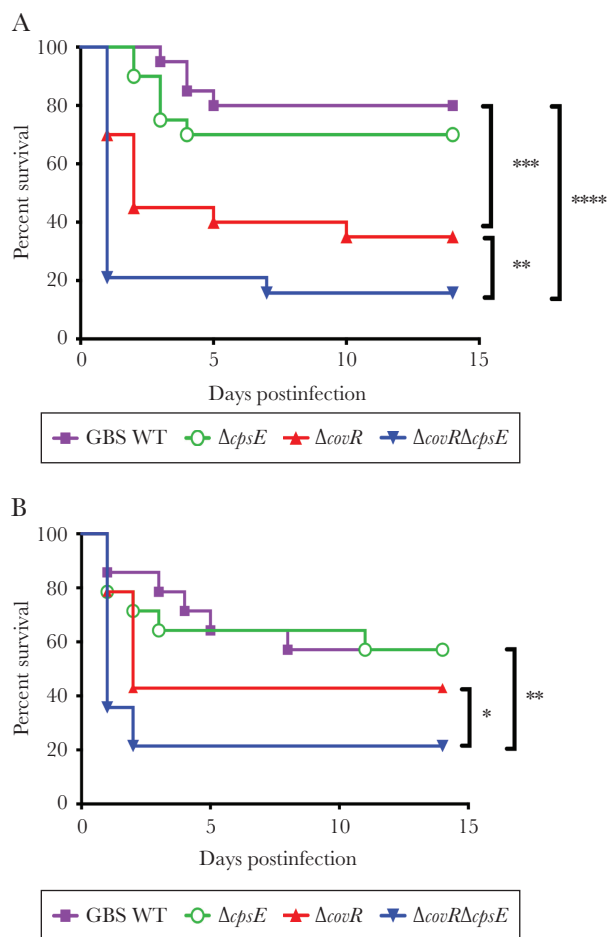 A
100
80
60
40
20
0
Percent survival
***
****
**
0 5 10 15
Days postinfection
GBS WT ΔcpsE ΔcovR ΔcovRΔcpsE
B
100
80
60
40
20
0
Percent survival
*
**
0 5 10 15
Days postinfection
GBS WT ΔcpsE ΔcovR ΔcovRΔcpsE